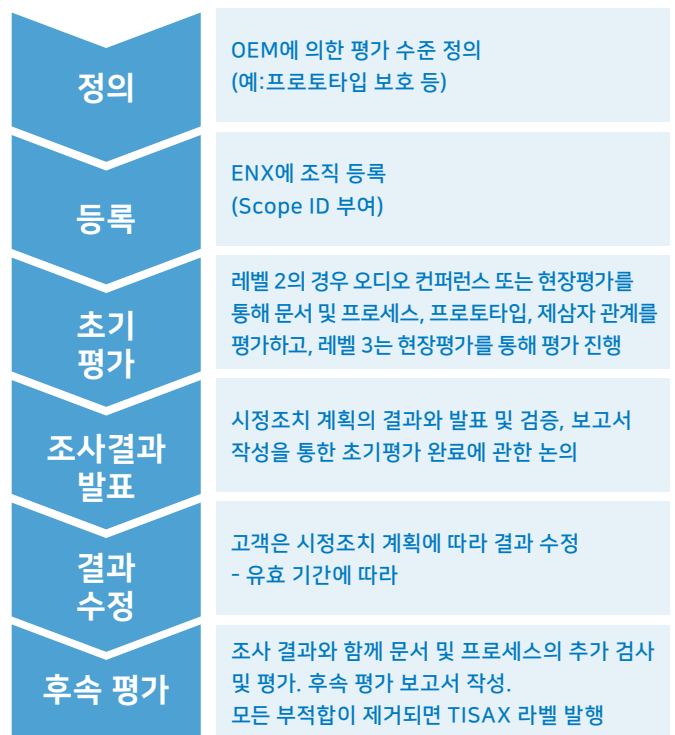 정의
OEM에 의한 평가 수준 정의
(예:프로토타입 보호 등)
등록
ENX에 조직 등록
(Scope ID 부여)
초기
평가
레벨 2의 경우 오디오 컨퍼런스 또는 현장평가를
통해 문서 및 프로세스, 프로토타입, 제삼자 관계를
평가하고, 레벨 3는 현장평가를 통해 평가 진행
조사결과
발표
시정조치 계획의 결과와 발표 및 검증, 보고서
작성을 통한 초기평가 완료에 관한 논의
결과
수정
고객은 시정조치 계획에 따라 결과 수정
- 유효 기간에 따라
후속 평가
조사 결과와 함께 문서 및 프로세스의 추가 검사
및 평가. 후속 평가 보고서 작성.
모든 부적합이 제거되면 TISAX 라벨 발행